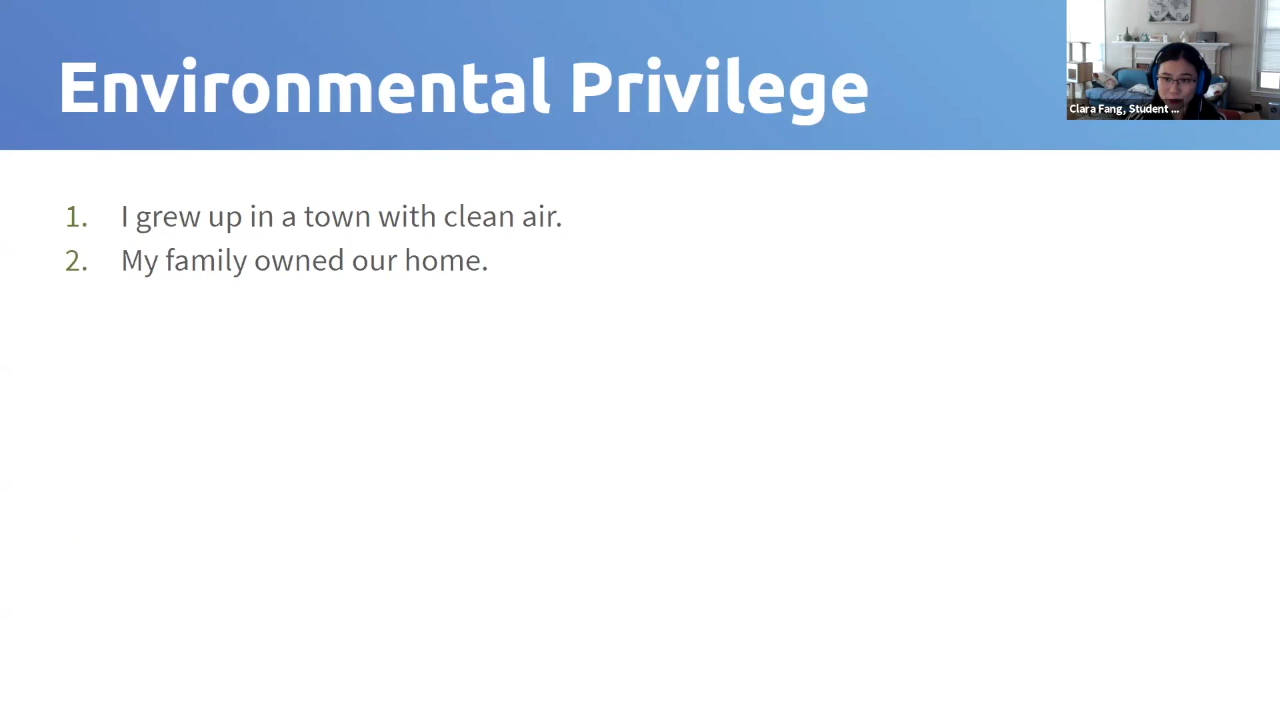 Environmental Privilege
Clara Fang, Student ...
1. I grew up in a town with clean air.
2. My family owned our home.